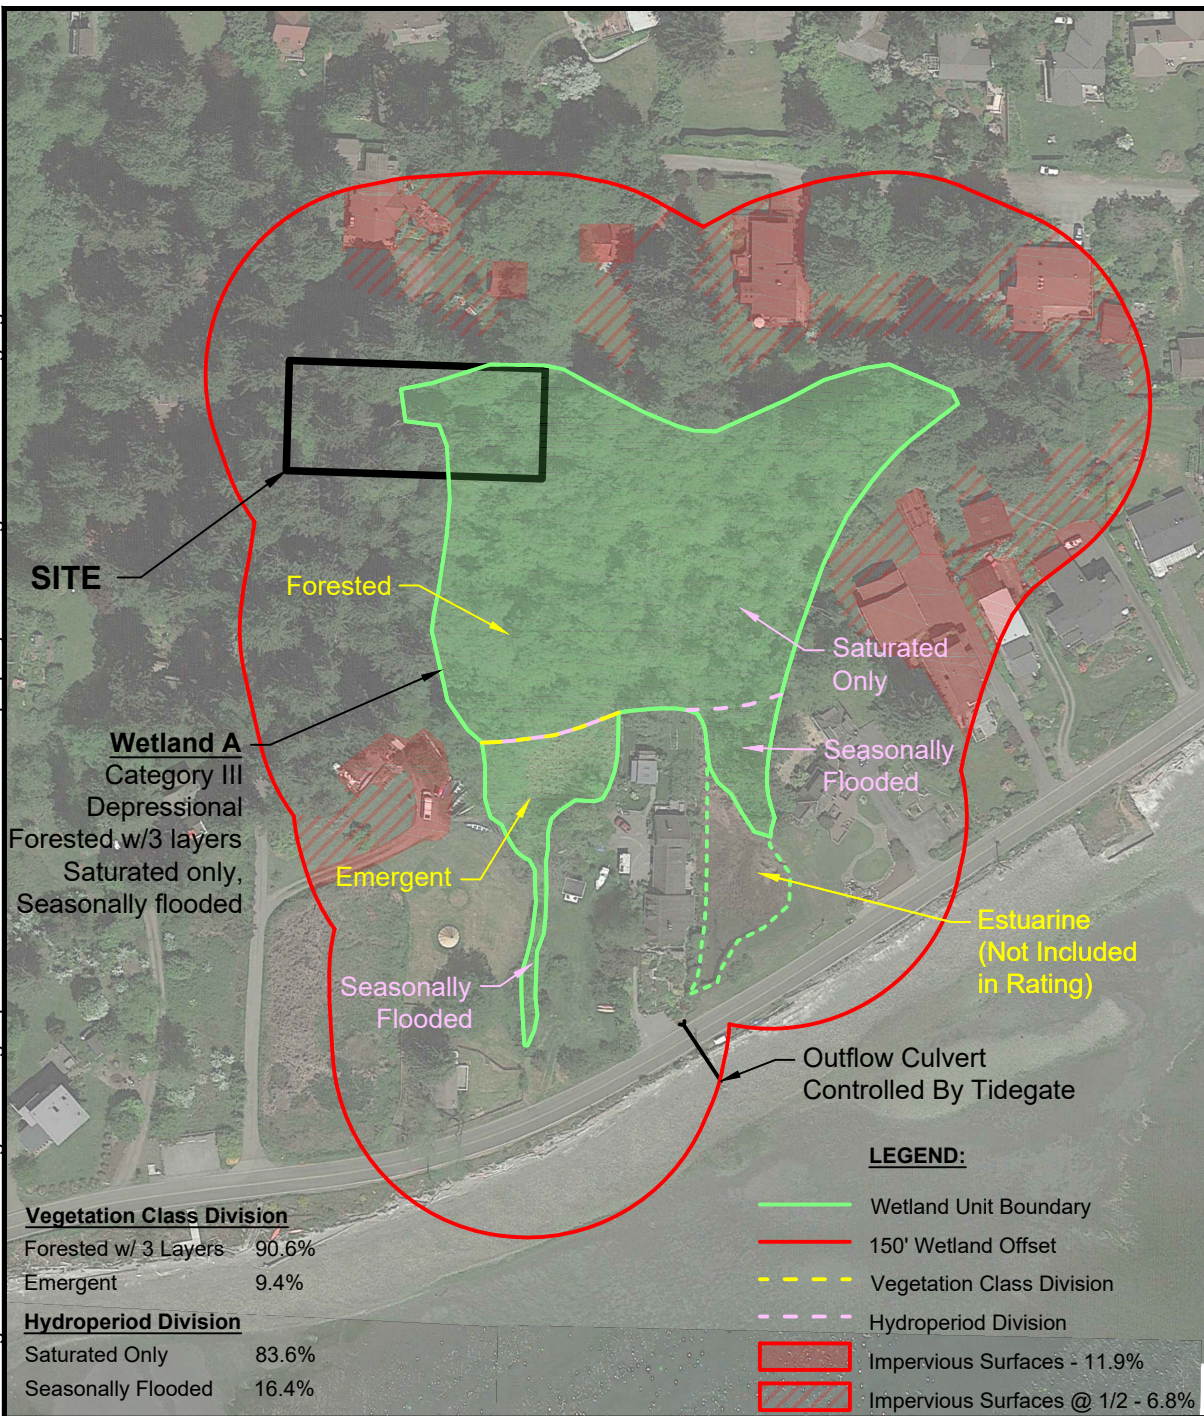 SITE
Forested
Saturated
Only
Wetland A
Category III
Depressional
Forested w/3 layers
Saturated only,
Seasonally flooded
Seasonally
Flooded
Emergent
Estuarine
(Not Included
in Rating)
Seasonally
Flooded
Outflow Culvert
Controlled By Tidegate
LEGEND:
Wetland Unit Boundary
150' Wetland Offset
Vegetation Class Division
Hydroperiod Division
Impervious Surfaces - 11.9%
Impervious Surfaces @ 1/2 - 6.8%
Vegetation Class Division
Forested w/ 3 Layers 90.6%
Emergent 9.4%
Hydroperiod Division
Saturated Only 83.6%
Seasonally Flooded 16.4%